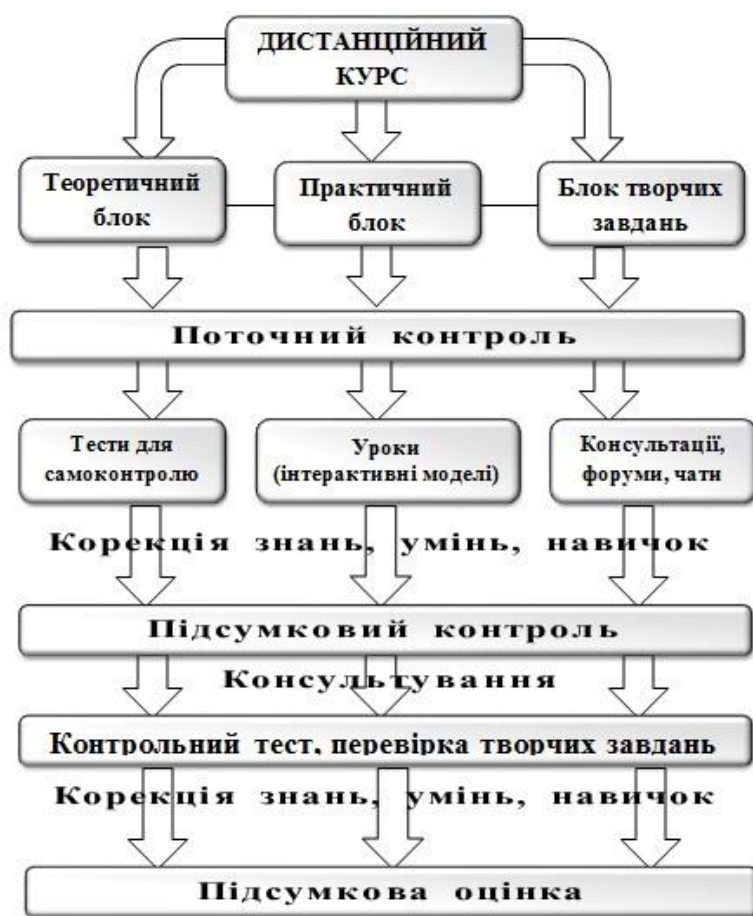 ДИСТАНЦІЙНИЙ
КУРС
Теоретичний
блок
Практичний
блок
Блок творчих
завдань
Поточний контроль
Тести для
самоконтролю
Уроки
(інтерактивні моделі)
Консультації,
форуми, чати
Корекція знань, умінь, навичок
Підсумковий контроль
Консультування
Контрольний тест, перевірка творчих завдань
Корекція знань, умінь, навичок
Підсумкова оцінка